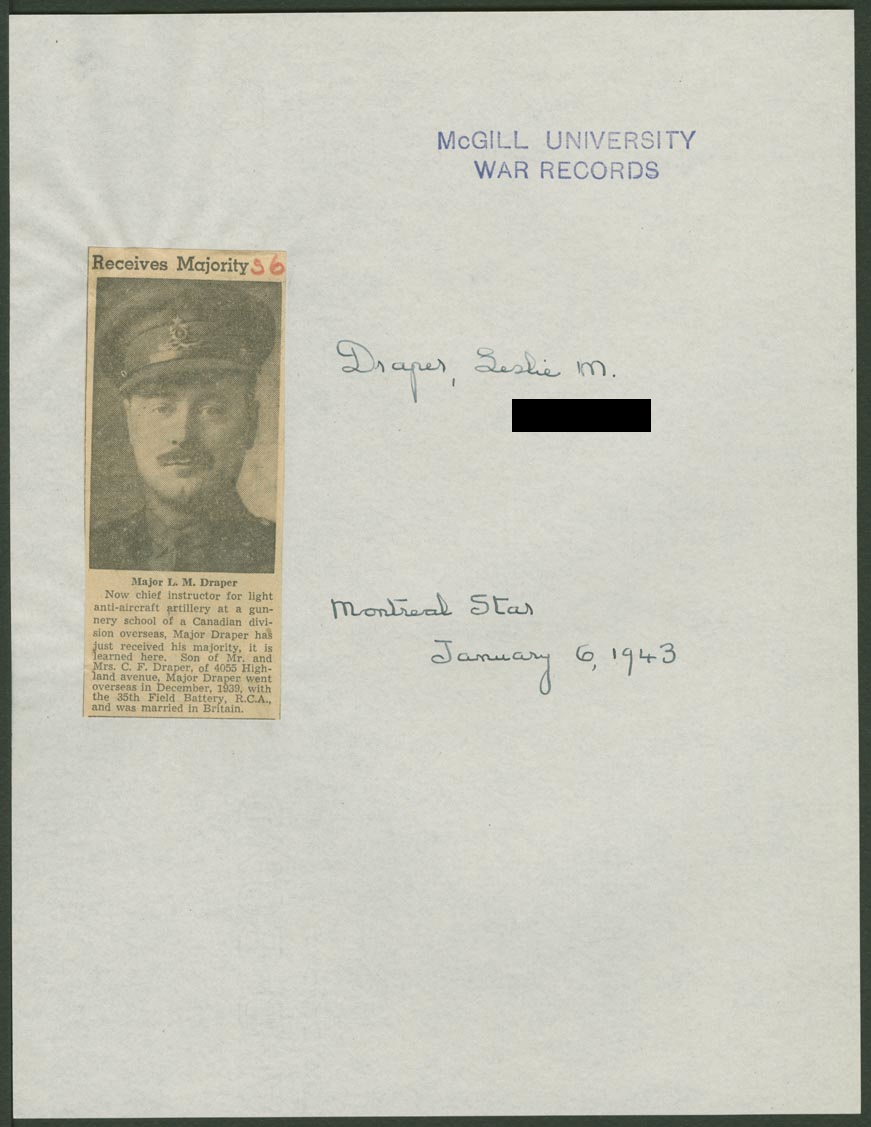 McGILL UNIVERSITY
WAR RECORDS
Receives Majority 36
Draper, Leslie M.
Major L. M. Draper
Now chief instructor for light
anti-aircraft artillery at a gun-
nery school of a Canadian divi-
sion overseas, Major Draper has
just received his majority, it is
learned here. Son of Mr. and
Mrs. C. F. Draper, of 4055 High-
land avenue, Major Draper went
overseas in December, 1939, with
the 35th Field Battery, R.C.A.,
and was married in Britain.
Montreal Star
January 6, 1943